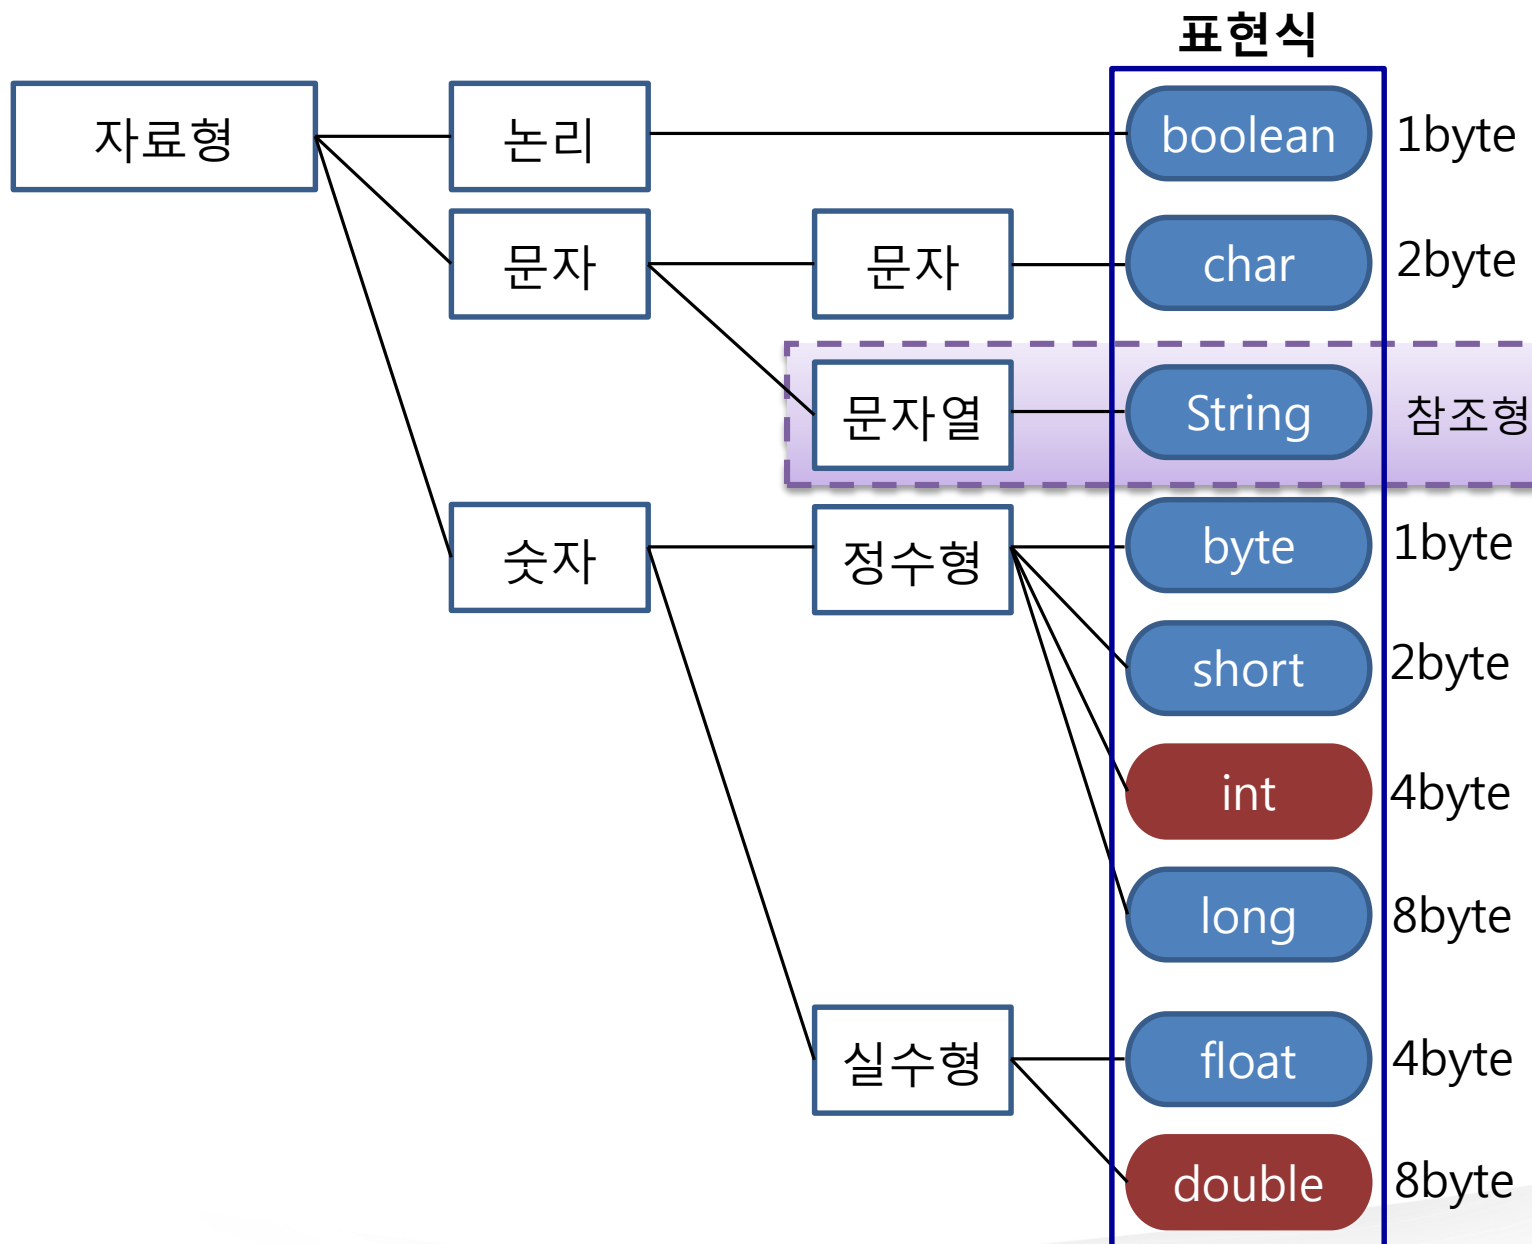 표현식
자료형
논리
boolean
1byte
문자
문자
char
2byte
문자열
String
참조형
숫자
정수형
byte
1byte
short
2byte
int
4byte
long
8byte
실수형
float
4byte
double
8byte